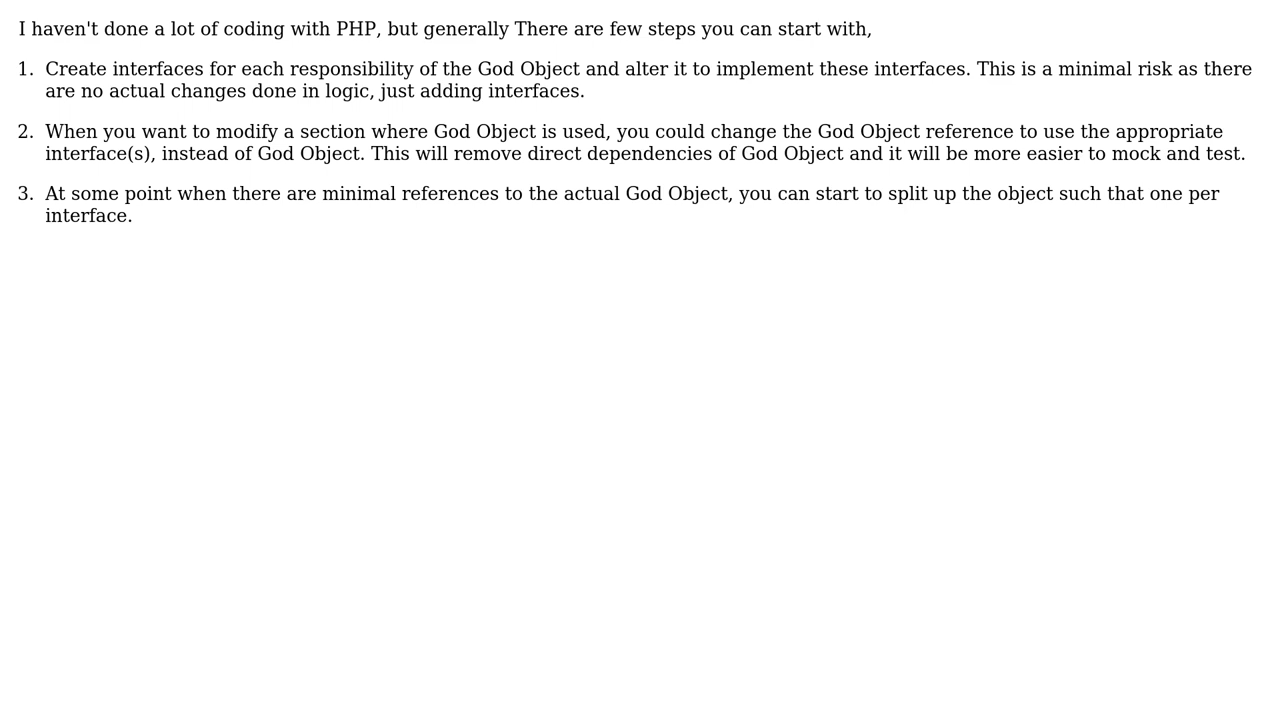 I haven't done a lot of coding with PHP, but generally There are few steps you can start with,
1. Create interfaces for each responsibility of the God Object and alter it to implement these interfaces. This is a minimal risk as there
are no actual changes done in logic, just adding interfaces.
2. When you want to modify a section where God Object is used, you could change the God Object reference to use the appropriate
interface(s), instead of God Object. This will remove direct dependencies of God Object and it will be more easier to mock and test.
3. At some point when there are minimal references to the actual God Object, you can start to split up the object such that one per
interface.